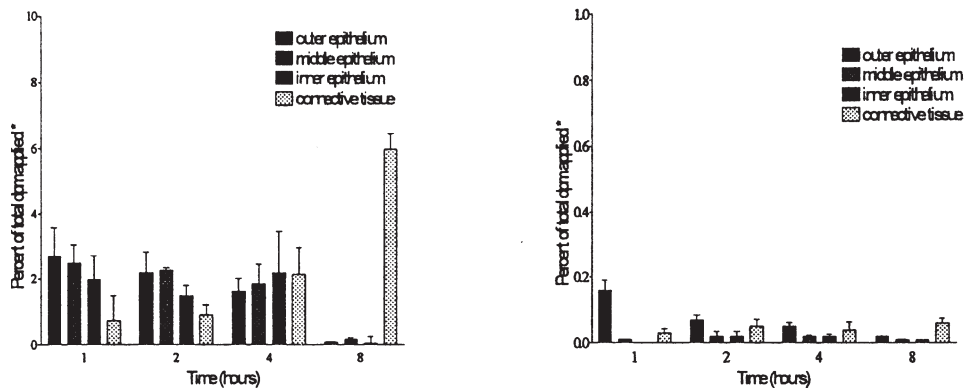 10
8
6
4
2
0
Percent of total dpm applied *
outer epithelium
middle epithelium
inner epithelium
connective tissue
1 2 4 8
Time (hours)
1.0
0.8
0.6
0.4
0.2
0.0
Percent of total dpm applied *
outer epithelium
middle epithelium
inner epithelium
connective tissue
1 2 4 8
Time (hours)